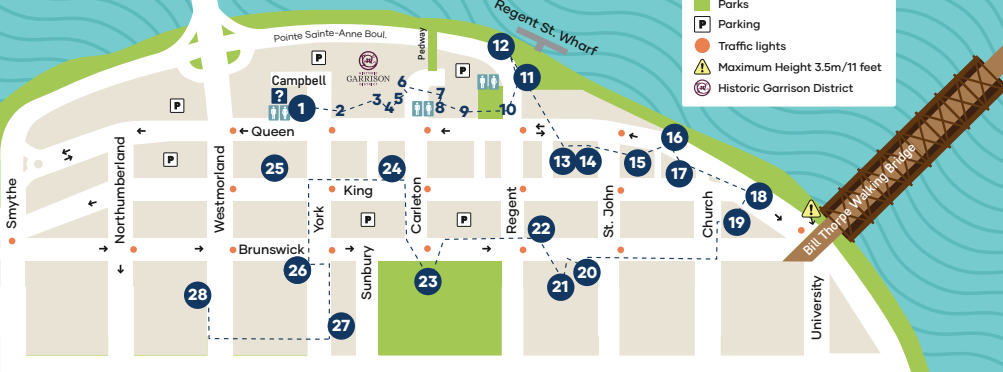 Parks
P Parking
Traffic lights
Maximum Height 3.5m/11 feet
Historic Garrison District
Regent St. Wharf
Pointe Sainte-Anne Boul.
Pedway
P
P
P
P
P
P
HISTORIC
GARRISON
DISTRICT
Campbell
?
1
2
3
4
5
6
7
8
9
10
11
12
13
14
15
16
17
18
19
20
21
22
23
24
25
26
27
28
Queen
King
Brunswick
Smythe
Northumberland
Westmorland
York
Sunbury
Carleton
Regent
St. John
Church
University
Bill Thorpe Walking Bridge